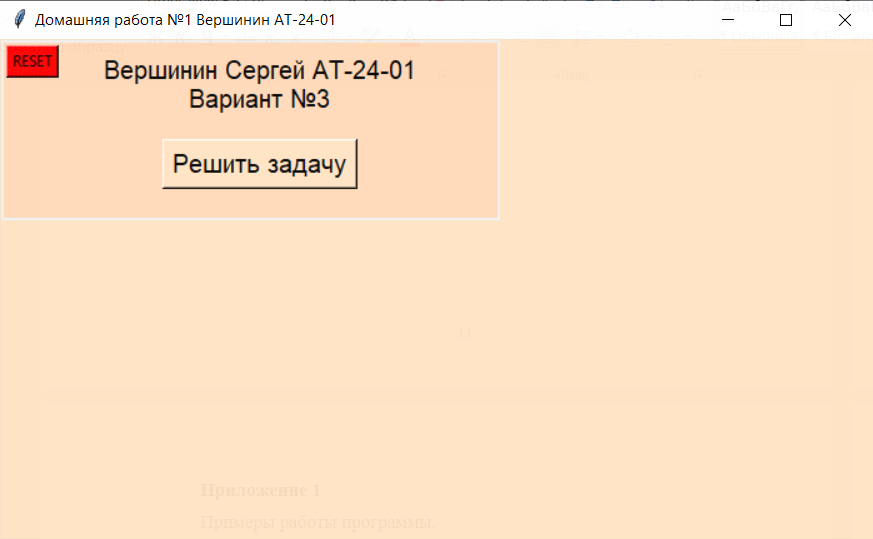 Домашняя работа №1 Вершинин АТ-24-01
RESET
Вершинин Сергей АТ-24-01
Вариант №3
Решить задачу
Приложение 1
Примеры работы программы.